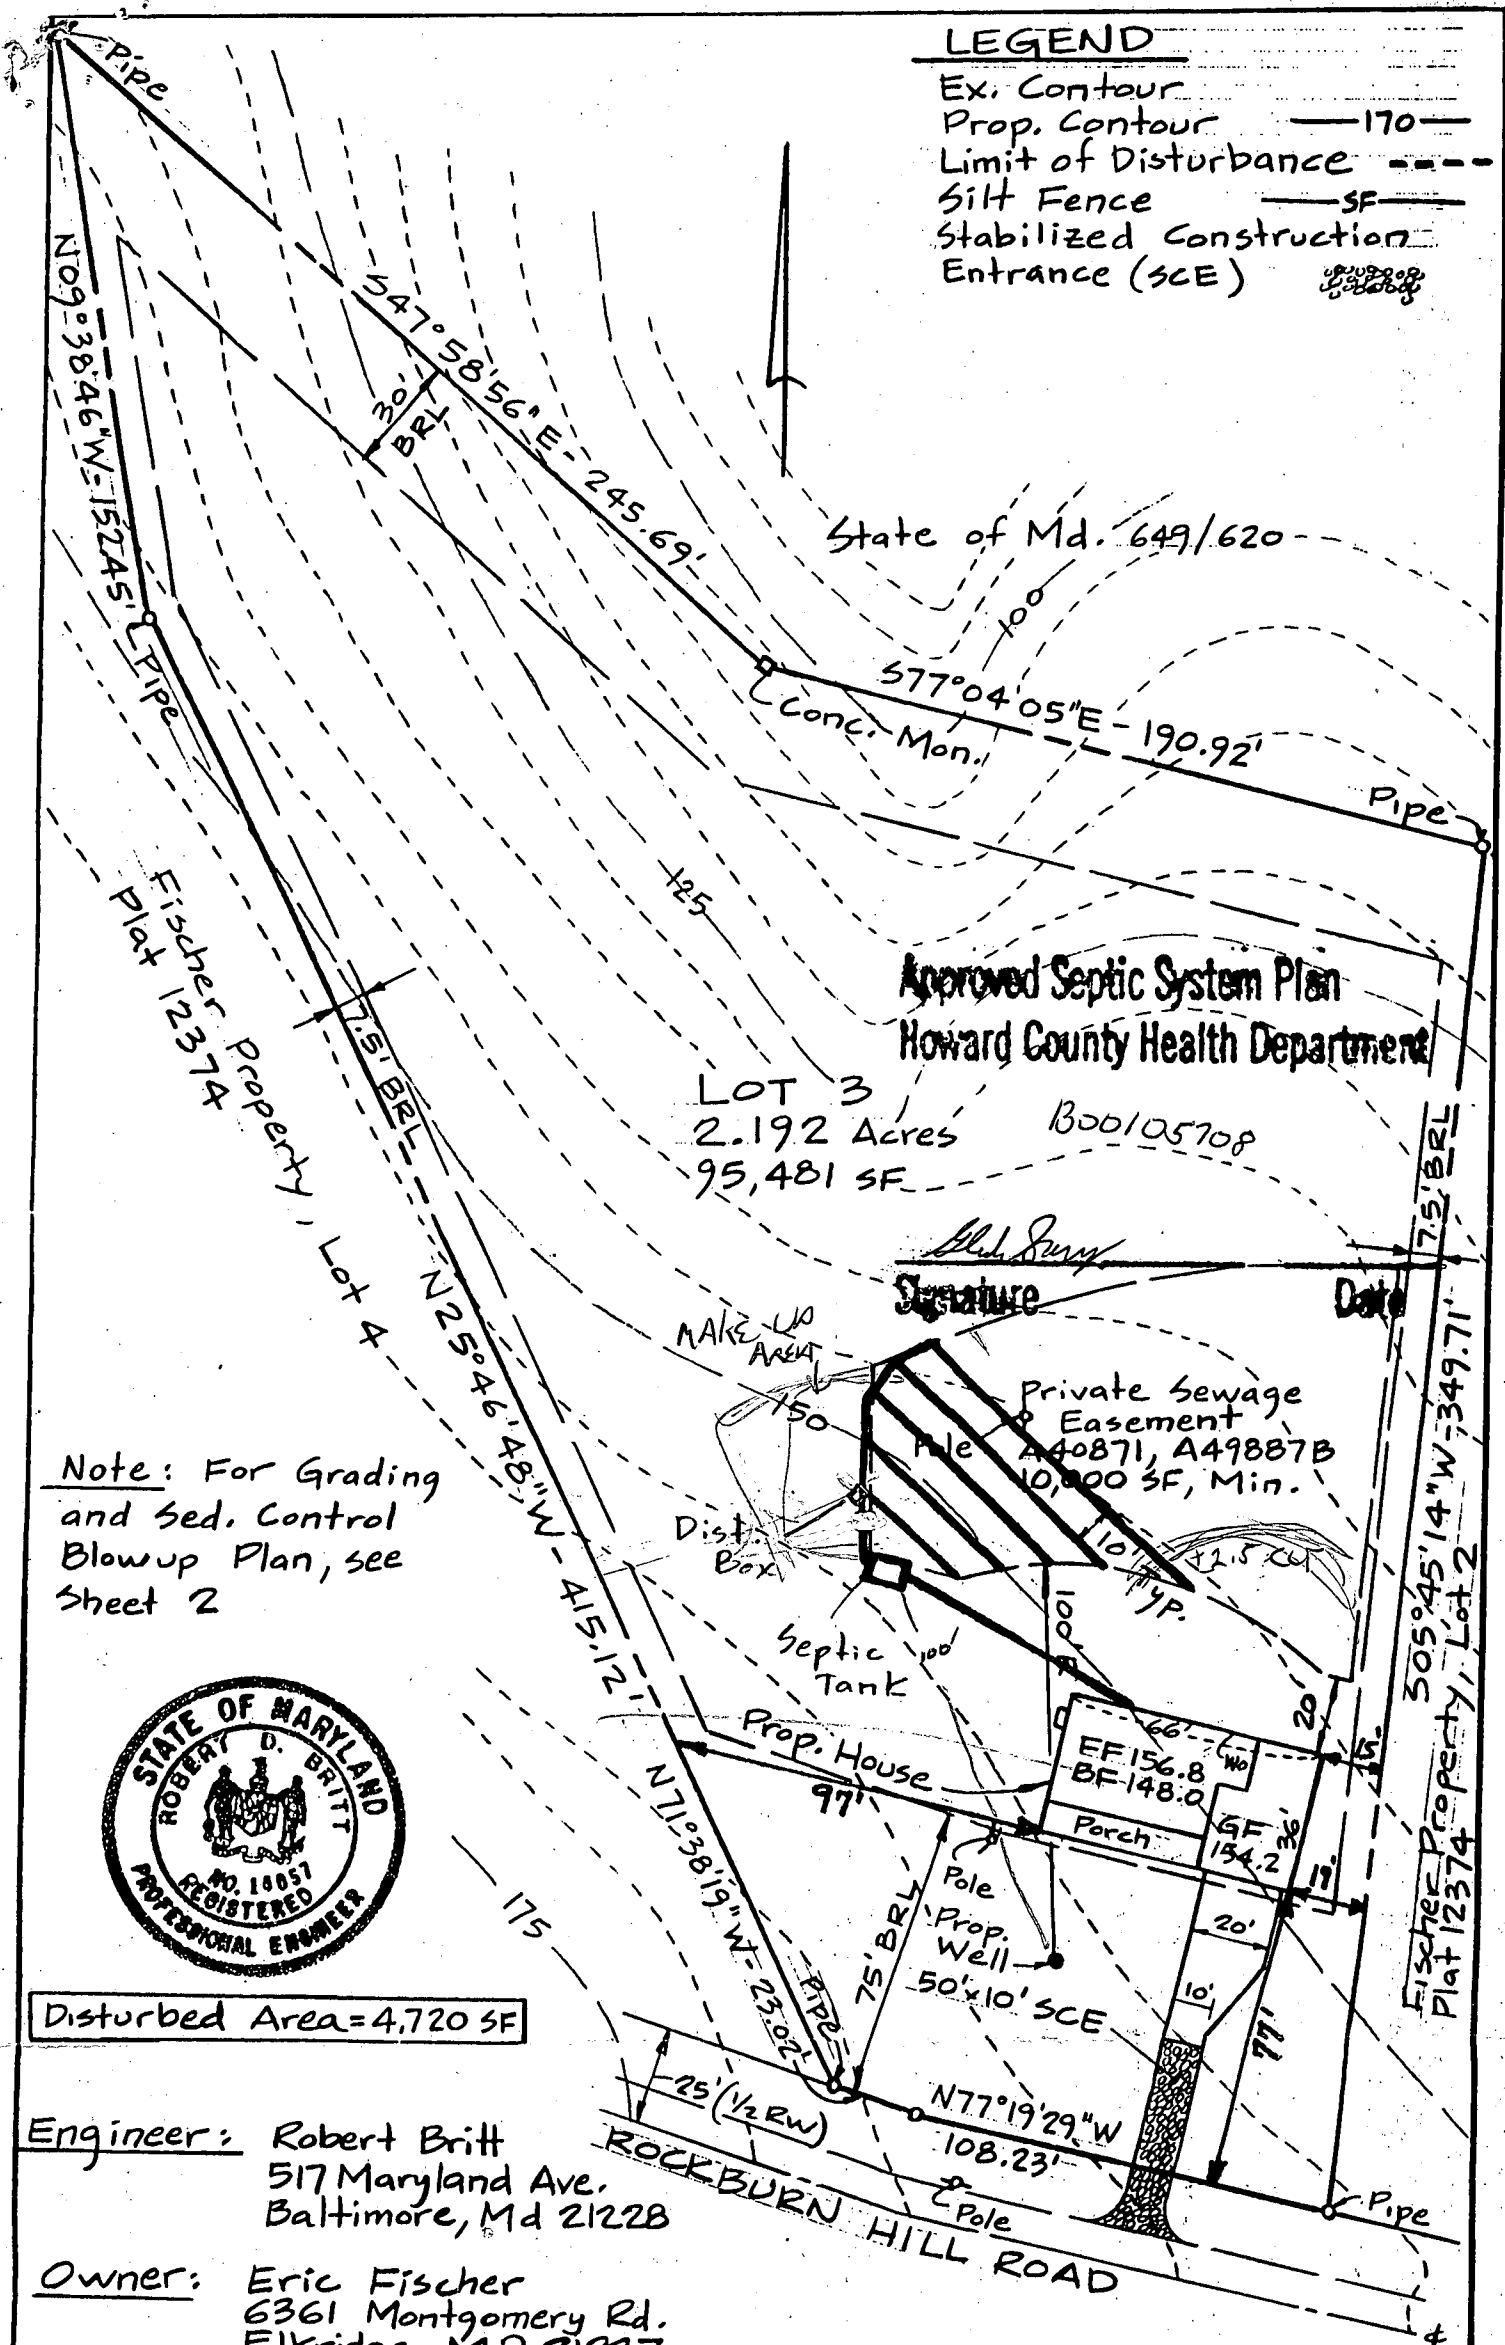 LEGEND
Ex. Contour
Prop. Contour —170—
Limit of Disturbance
Silt Fence —SF—
Stabilized Construction
Entrance (SCE)
Pipe
N09°38'46"W-152.45'
S47°58'56"E-245.69'
30'
BRL
State of Md. 649/620
100
S77°04'05"E-190.92'
Conc. Mon.
Pipe
Pipe
125
Fischer Property, Lot 4
Plat 12374
7.5' BRL
Approved Septic System Plan
Howard County Health Department
LOT 3
2.192 Acres
95,481 SF
B00105708
7.5' BRL
Signature
Date
N25°46'48"W-415.12'
MAKE UP
AREA
150
Private Sewage
Easement
A40871, A49887B
10,000 SF, Min.
Pole
S05°45'14"W-349.71'
Fischer Property, Lot 2
Plat 12374
Note: For Grading
and Sed. Control
Blowup Plan, see
Sheet 2
Dist.
Box
10' Typ.
±2.5 cut
100'
Septic
Tank
100'
20'
Prop. House
97'
66'
EF 156.8
BF 148.0
WO
15'
Porch
GF
154.2
36'
19'
STATE OF MARYLAND
ROBERT D. BRITT
NO. 10057
REGISTERED
PROFESSIONAL ENGINEER
175
N71°38'19"W-23.02'
Pipe
75' BRL
Pole
Prop.
Well
50'x10' SCE
20'
10'
77'
Disturbed Area=4,720 SF
25' (1/2 RW)
N77°19'29"W
108.23'
ROCKBURN HILL ROAD
Pole
Pipe
Engineer: Robert Britt
517 Maryland Ave.
Baltimore, Md 21228
Owner: Eric Fischer
6361 Montgomery Rd.